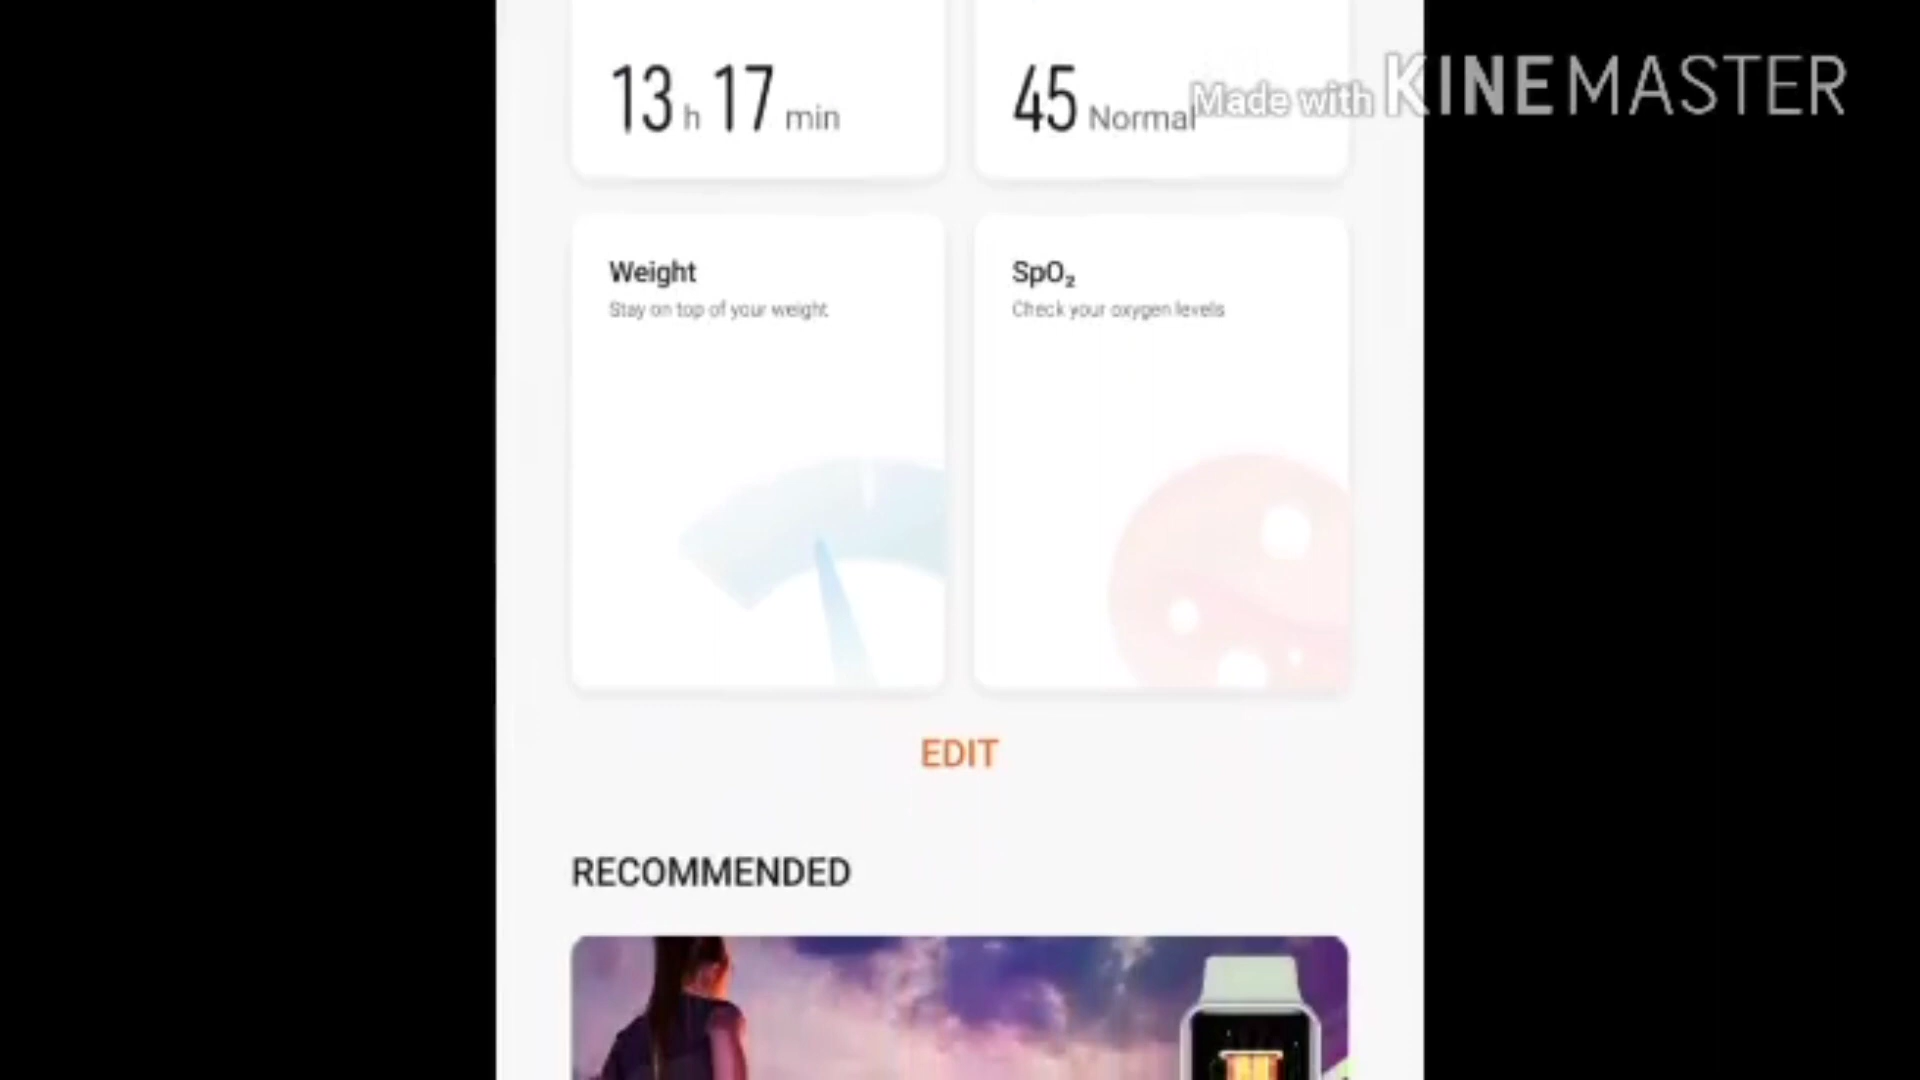 13 h 17 min
45 Normal
Made with KINEMASTER
Weight
Stay on top of your weight
SpO₂
Check your oxygen levels
EDIT
RECOMMENDED